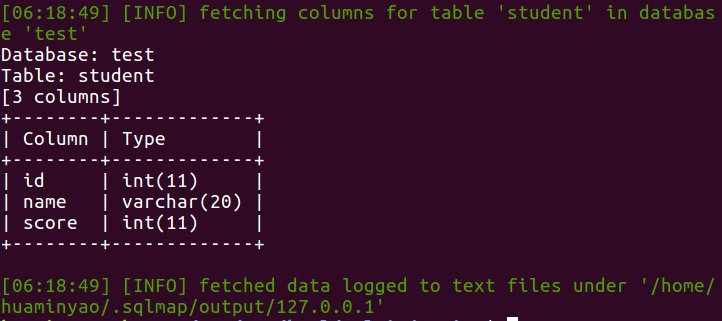 [06:18:49] [INFO] fetching columns for table 'student' in databas
e 'test'
Database: test
Table: student
[3 columns]
+--------+-------------+
| Column | Type        |
+--------+-------------+
| id     | int(11)     |
| name   | varchar(20) |
| score  | int(11)     |
+--------+-------------+
[06:18:49] [INFO] fetched data logged to text files under '/home/
huaminyao/.sqlmap/output/127.0.0.1'